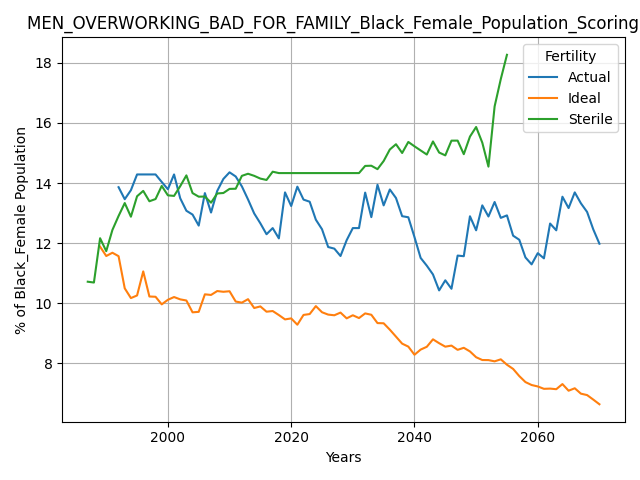 MEN_OVERWORKING_BAD_FOR_FAMILY_Black_Female_Population_Scoring
Fertility
Actual
Ideal
Sterile
% of Black_Female Population
18
16
14
12
10
8
2000 2020 2040 2060
Years